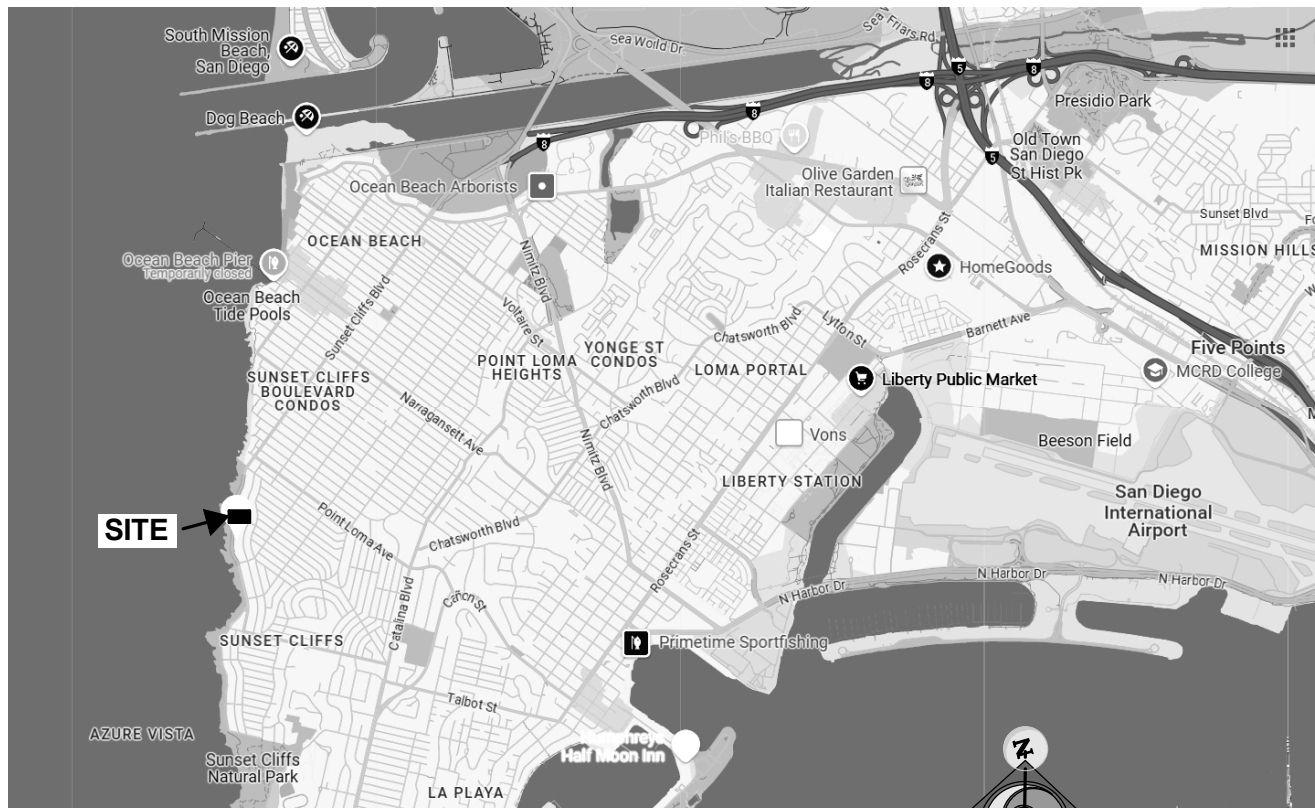 South Mission
Beach,
San Diego
Sea World Dr.
Sea Friars Rd
5
8
8
8
8
5
Dog Beach
Presidio Park
Phil's BBQ
Old Town
San Diego
St Hist Pk
Olive Garden
Italian Restaurant
Ocean Beach Arborists
Sunset Blvd
OCEAN BEACH
MISSION HILLS
Nimitz Blvd
Rosecrans St
Ocean Beach Pier
Temporarily closed
HomeGoods
Ocean Beach
Tide Pools
Sunset Cliffs Blvd
Voltaire St
Chatsworth Blvd
Lytton St
Barnett Ave
YONGE ST
CONDOS
POINT LOMA
HEIGHTS
LOMA PORTAL
Five Points
MCRD College
SUNSET CLIFFS
BOULEVARD
CONDOS
Liberty Public Market
Chatsworth Blvd
Narragansett Ave
Vons
Beeson Field
Nimitz Blvd
LIBERTY STATION
San Diego
International
Airport
SITE
Point Loma Ave
Chatsworth Blvd
Rosecrans St
N Harbor Dr
N Harbor Dr
N Harbor Dr
Cañon St
Catalina Blvd
SUNSET CLIFFS
Primetime Sportfishing
Talbot St
AZURE VISTA
Half Moon Inn
Sunset Cliffs
Natural Park
LA PLAYA
N